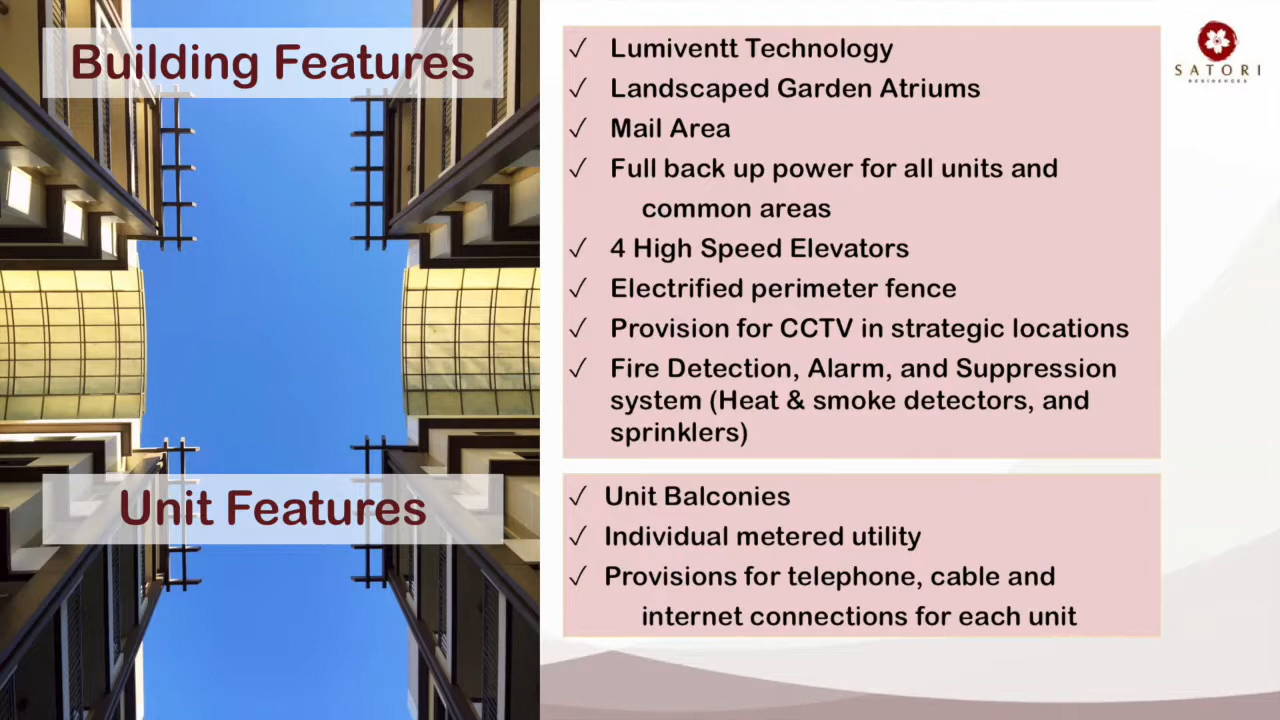 Building Features
✓ Lumiventt Technology
✓ Landscaped Garden Atriums
✓ Mail Area
✓ Full back up power for all units and
common areas
✓ 4 High Speed Elevators
✓ Electrified perimeter fence
✓ Provision for CCTV in strategic locations
✓ Fire Detection, Alarm, and Suppression
system (Heat & smoke detectors, and
sprinklers)
SATORI
RESIDENCES
Unit Features
✓ Unit Balconies
✓ Individual metered utility
✓ Provisions for telephone, cable and
internet connections for each unit